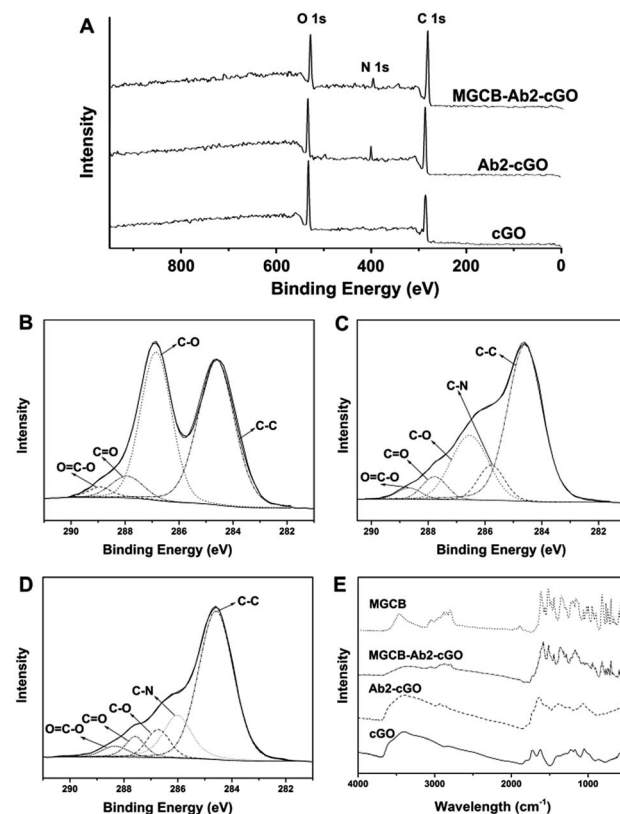 A
O 1s
C 1s
N 1s
MGCB-Ab2-cGO
Ab2-cGO
cGO
Intensity
800 600 400 200 0
Binding Energy (eV)
B
C-O
C-C
C=O
O=C-O
Intensity
290 288 286 284 282
Binding Energy (eV)
C
C-C
C-N
C-O
C=O
O=C-O
Intensity
290 288 286 284 282
Binding Energy (eV)
D
C-C
C-N
C-O
C=O
O=C-O
Intensity
290 288 286 284 282
Binding Energy (eV)
E
MGCB
MGCB-Ab2-cGO
Ab2-cGO
cGO
Intensity
4000 3000 2000 1000
Wavelength (cm⁻¹)